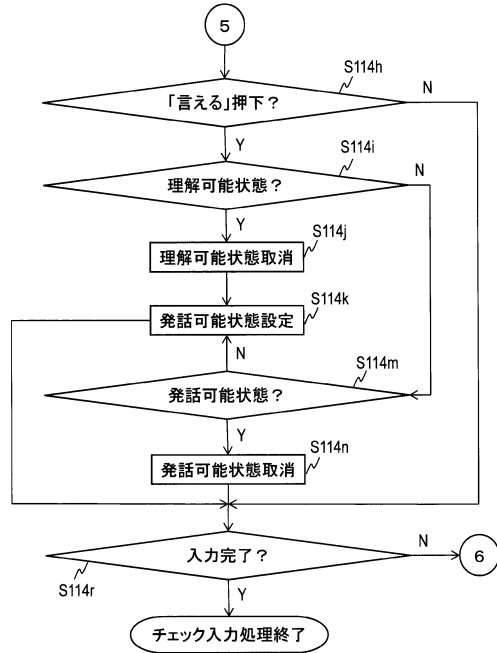 5
S114h
「言える」押下？
N
Y
S114i
理解可能状態？
N
Y
S114j
理解可能状態取消
S114k
発話可能状態設定
N
S114m
発話可能状態？
Y
S114n
発話可能状態取消
入力完了？
N
6
S114r
Y
チェック入力処理終了